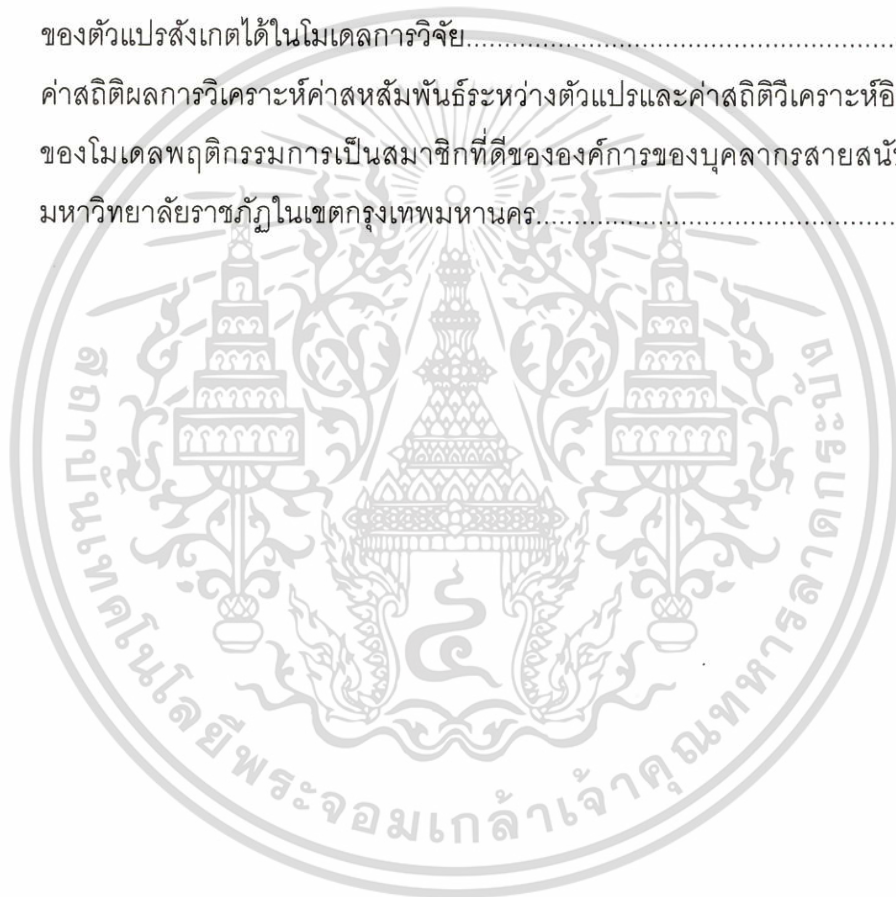 ของตัวแปรสังเกตได้ในโมเดลการวิจัย
ค่าสถิติผลการวิเคราะห์ค่าสหสัมพันธ์ระหว่างตัวแปรและค่าสถิติวิเคราะห์อิ
ของโมเดลพฤติกรรมการเป็นสมาชิกที่ดีขององค์การของบุคลากรสายสนั
มหาวิทยาลัยราชภัฏในเขตกรุงเทพมหานคร
สถาบันเทคโนโลยีพระจอมเกล้าเจ้าคุณทหารลาดกระบัง